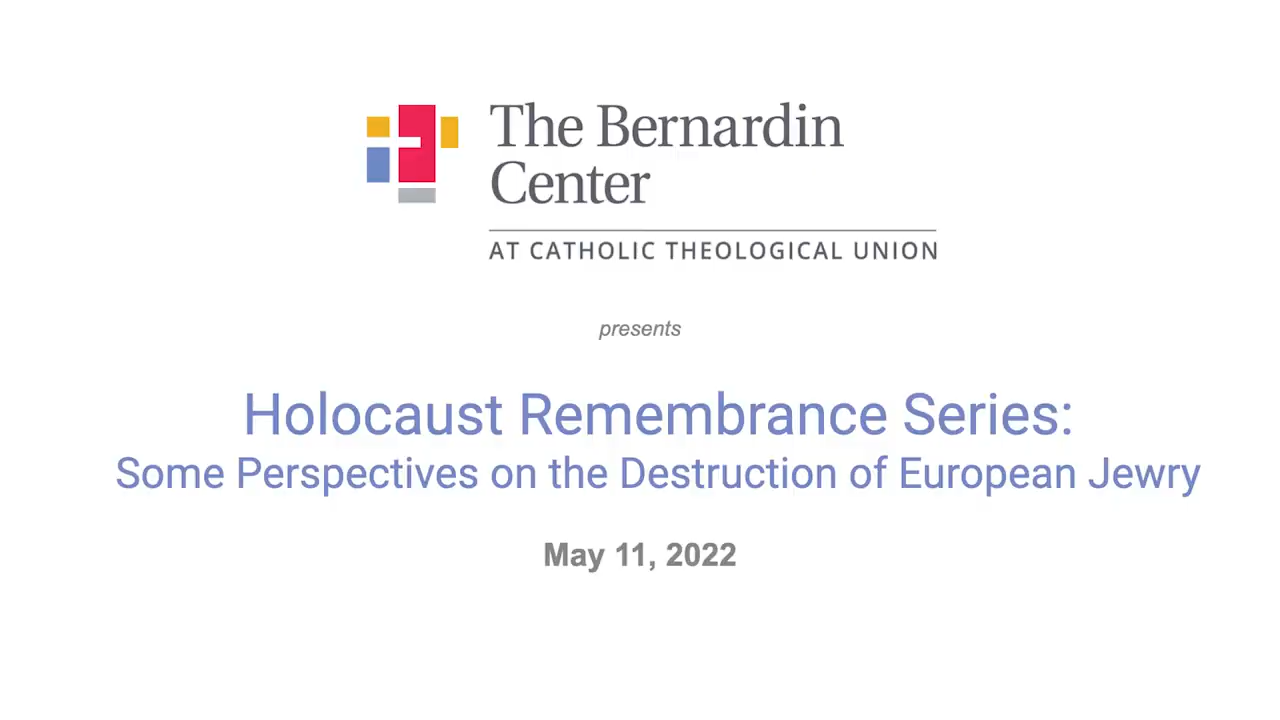 The Bernardin
Center
AT CATHOLIC THEOLOGICAL UNION
presents
Holocaust Remembrance Series:
Some Perspectives on the Destruction of European Jewry
May 11, 2022